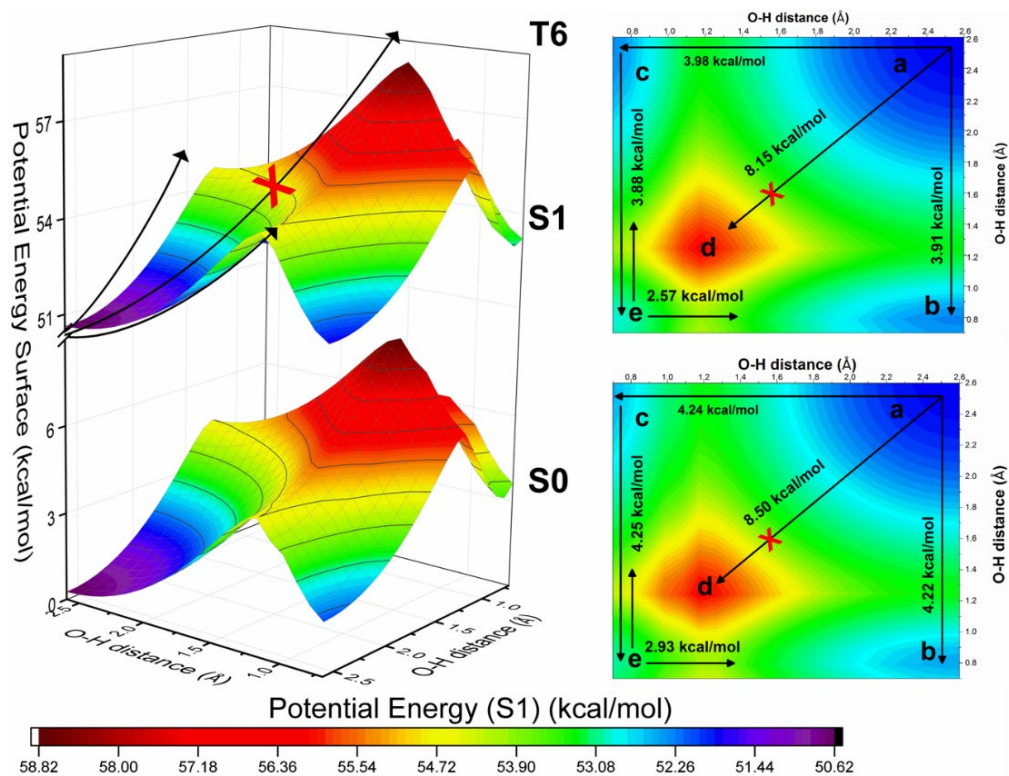 T6
S1
S0
Potential Energy Surface (kcal/mol)
57
54
51
6
3
0
2.5
2.0
1.5
1.0
O-H distance (Å)
1.0
1.5
2.0
2.5
O-H distance (Å)
O-H distance (Å)
0,8 1,0 1,2 1,4 1,6 1,8 2,0 2,2 2,4 2,6
c
a
3.98 kcal/mol
8.15 kcal/mol
3.88 kcal/mol
3.91 kcal/mol
d
2.57 kcal/mol
e
b
2.6
2.4
2.2
2.0
1.8
1.6
1.4
1.2
1.0
0.8
O-H distance (Å)
O-H distance (Å)
0,8 1,0 1,2 1,4 1,6 1,8 2,0 2,2 2,4 2,6
c
a
4.24 kcal/mol
8.50 kcal/mol
4.25 kcal/mol
4.22 kcal/mol
d
2.93 kcal/mol
e
b
2,6
2,4
2,2
2,0
1,8
1,6
1,4
1,2
1,0
0,8
O-H distance (Å)
Potential Energy (S1) (kcal/mol)
58.82 58.00 57.18 56.36 55.54 54.72 53.90 53.08 52.26 51.44 50.62